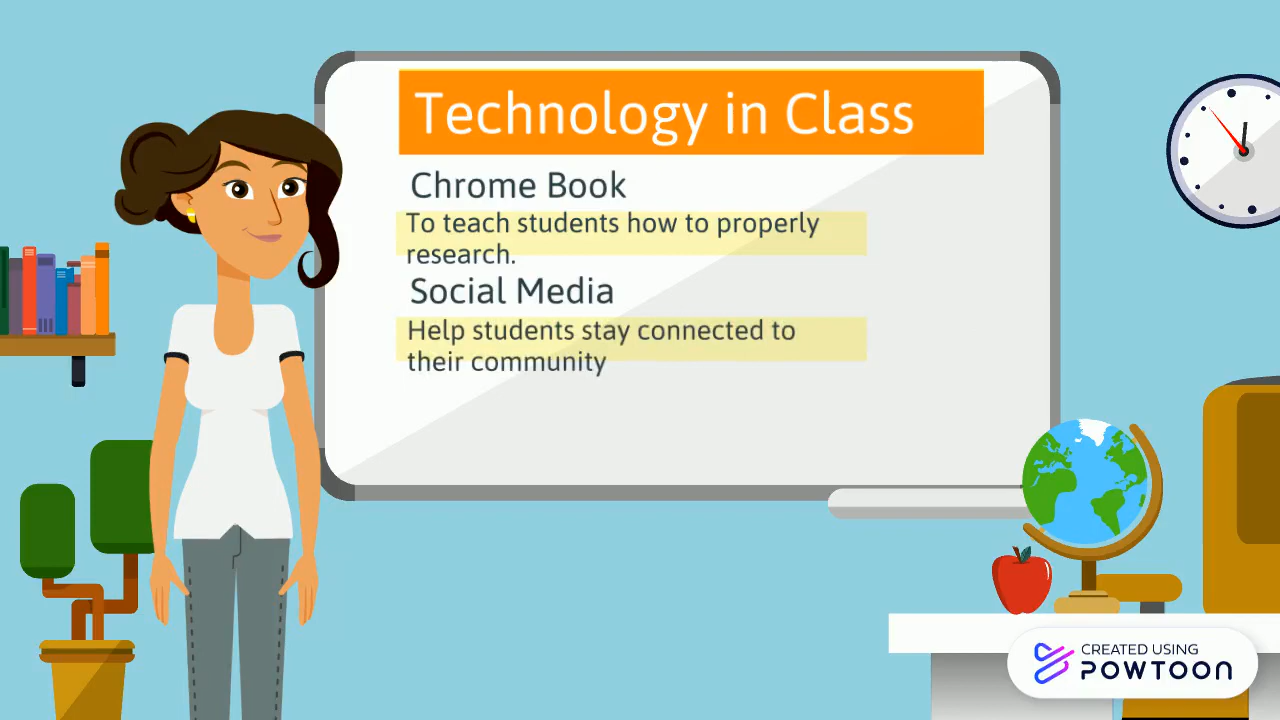 Technology in Class
Chrome Book
To teach students how to properly
research.
Social Media
Help students stay connected to
their community
CREATED USING
POWTOON